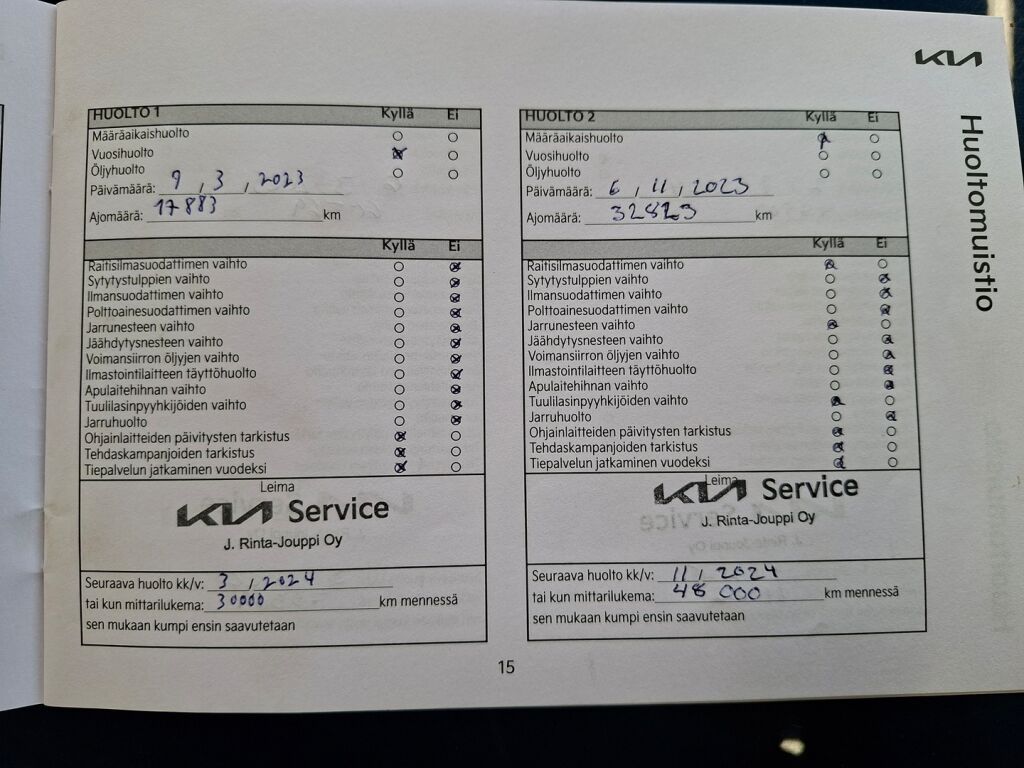 KIA
Huoltomuistio
HUOLTO 1 Kyllä Ei
Määräaikaishuolto
Vuosihuolto
Öljyhuolto
Päivämäärä: 9 , 3 , 2023
Ajomäärä: 17883 km
Kyllä Ei
Raitisilmasuodattimen vaihto
Sytytystulppien vaihto
Ilmansuodattimen vaihto
Polttoainesuodattimen vaihto
Jarrunesteen vaihto
Jäähdytysnesteen vaihto
Voimansiirron öljyjen vaihto
Ilmastointilaitteen täyttöhuolto
Apulaitehihnan vaihto
Tuulilasinpyyhkijöiden vaihto
Jarruhuolto
Ohjainlaitteiden päivitysten tarkistus
Tehdaskampanjoiden tarkistus
Tiepalvelun jatkaminen vuodeksi
Leima
KIA Service
J. Rinta-Jouppi Oy
Seuraava huolto kk/v: 3 , 2024
tai kun mittarilukema: 30000 km mennessä
sen mukaan kumpi ensin saavutetaan
HUOLTO 2 Kyllä Ei
Määräaikaishuolto
Vuosihuolto
Öljyhuolto
Päivämäärä: 6 , 11 , 2023
Ajomäärä: 32823 km
Kyllä Ei
Raitisilmasuodattimen vaihto
Sytytystulppien vaihto
Ilmansuodattimen vaihto
Polttoainesuodattimen vaihto
Jarrunesteen vaihto
Jäähdytysnesteen vaihto
Voimansiirron öljyjen vaihto
Ilmastointilaitteen täyttöhuolto
Apulaitehihnan vaihto
Tuulilasinpyyhkijöiden vaihto
Jarruhuolto
Ohjainlaitteiden päivitysten tarkistus
Tehdaskampanjoiden tarkistus
Tiepalvelun jatkaminen vuodeksi
Leima
KIA Service
J. Rinta-Jouppi Oy
Seuraava huolto kk/v: 11 , 2024
tai kun mittarilukema: 48 000 km mennessä
sen mukaan kumpi ensin saavutetaan
15